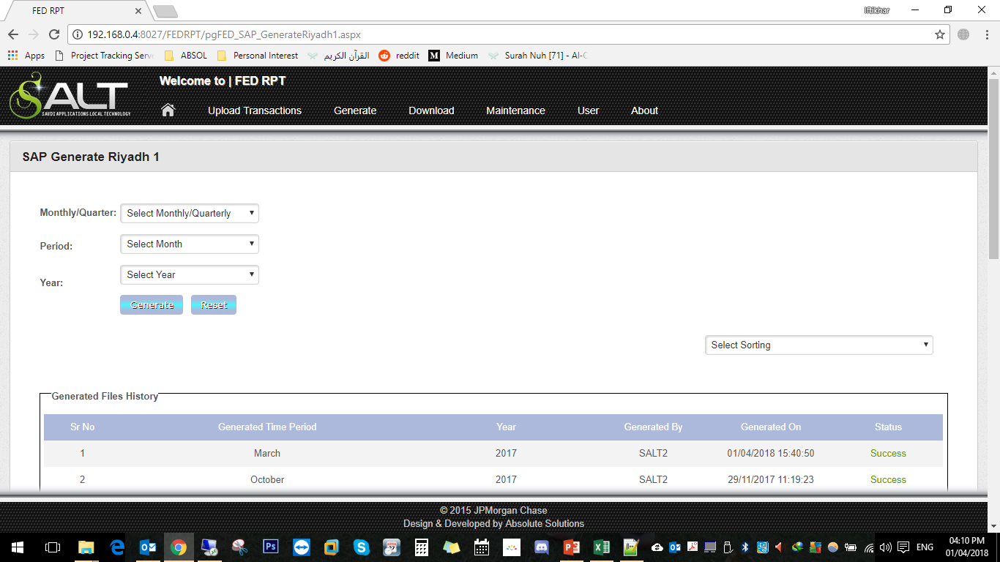 FED RPT
Iftikhar
192.168.0.4:8027/FEDRPT/pgFED_SAP_GenerateRiyadh1.aspx
Apps Project Tracking Serv ABSOL Personal Interest القرآن الكريم reddit M Medium Surah Nuh [71] - Al-C
SALT
SAUDI APPLICATIONS LOCAL TECHNOLOGY
Welcome to | FED RPT
Upload Transactions Generate Download Maintenance User About
SAP Generate Riyadh 1
Monthly/Quarter: Select Monthly/Quarterly
Period: Select Month
Year: Select Year
Generate Reset
Select Sorting
Generated Files History
Sr No Generated Time Period Year Generated By Generated On Status
1 March 2017 SALT2 01/04/2018 15:40:50 Success
2 October 2017 SALT2 29/11/2017 11:19:23 Success
© 2015 JPMorgan Chase
Design & Developed by Absolute Solutions
ENG
04:10 PM
01/04/2018